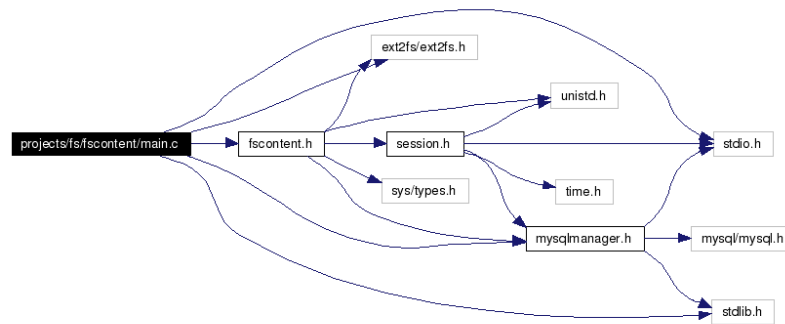 ext2fs/ext2fs.h
unistd.h
projects/fs/fscontent/main.c
fscontent.h
session.h
stdio.h
sys/types.h
time.h
mysqlmanager.h
mysql/mysql.h
stdlib.h